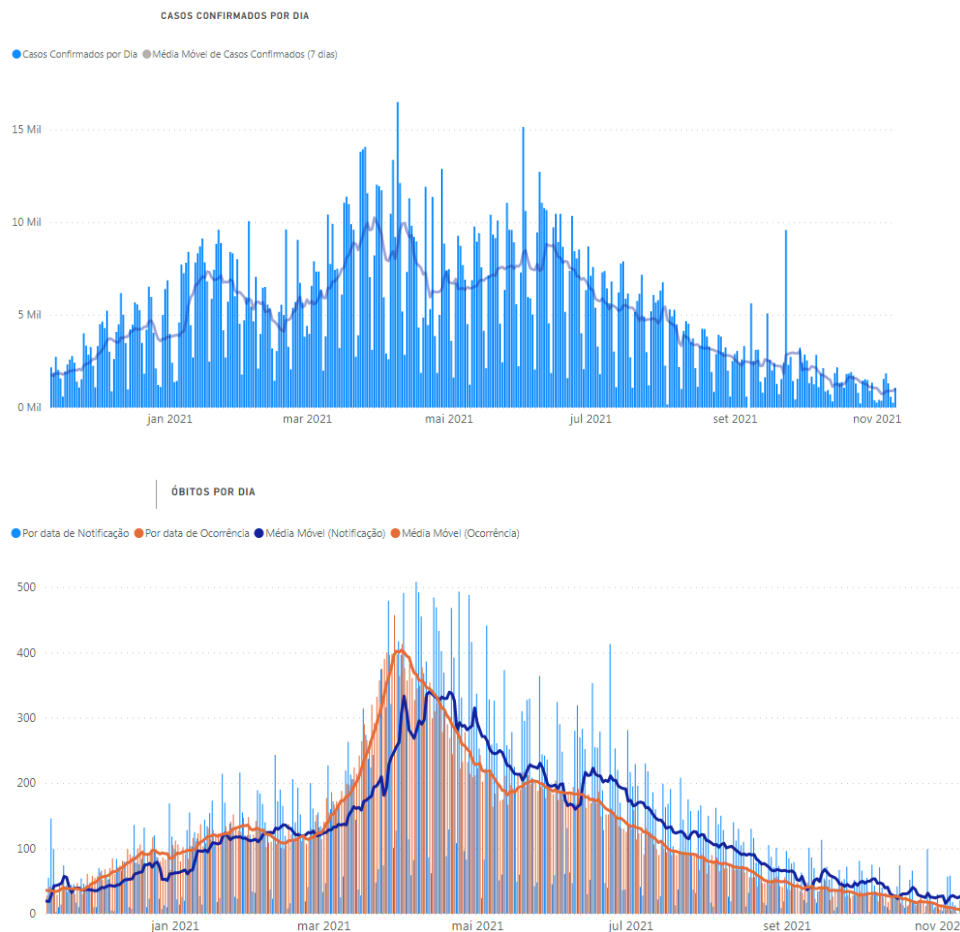 CASOS CONFIRMADOS POR DIA
Casos Confirmados por Dia Média Móvel de Casos Confirmados (7 dias)
15 Mil
10 Mil
5 Mil
0 Mil
jan 2021 mar 2021 mai 2021 jul 2021 set 2021 nov 2021
ÓBITOS POR DIA
Por data de Notificação Por data de Ocorrência Média Móvel (Notificação) Média Móvel (Ocorrência)
500
400
300
200
100
0
jan 2021 mar 2021 mai 2021 jul 2021 set 2021 nov 202